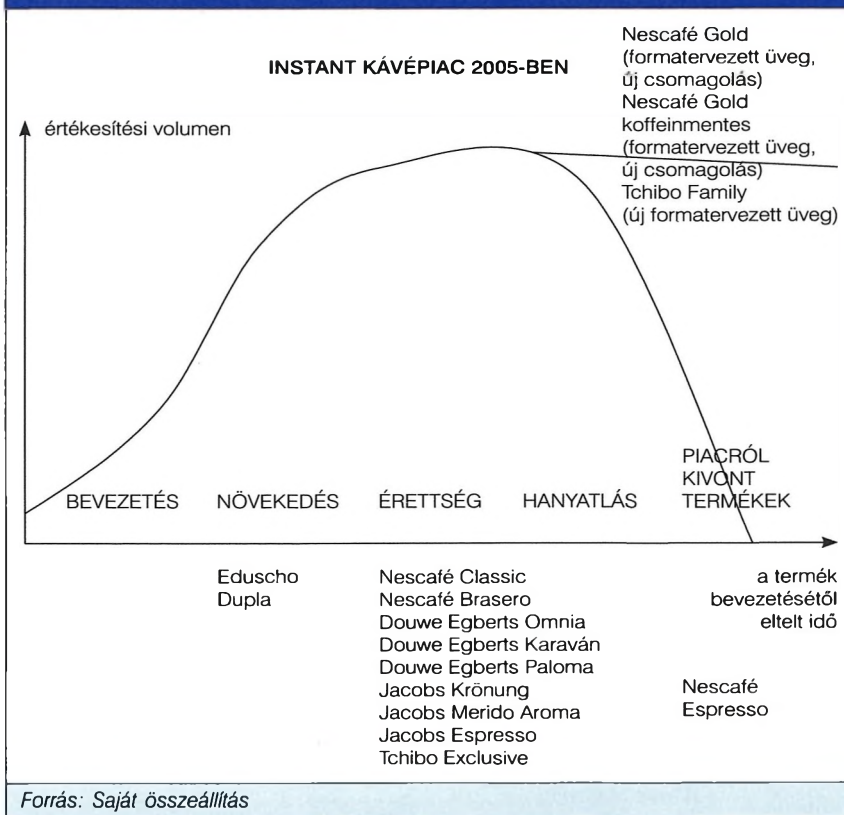 INSTANT KÁVÉPIAC 2005-BEN
Nescafé Gold
(formatervezett üveg,
új csomagolás)
Nescafé Gold
koffeinmentes
(formatervezett üveg,
új csomagolás)
Tchibo Family
(új formatervezett üveg)
értékesítési volumen
BEVEZETÉS
NÖVEKEDÉS
ÉRETTSÉG
HANYATLÁS
PIACRÓL
KIVONT
TERMÉKEK
Eduscho
Dupla
Nescafé Classic
Nescafé Brasero
Douwe Egberts Omnia
Douwe Egberts Karaván
Douwe Egberts Paloma
Jacobs Krönung
Jacobs Merido Aroma
Jacobs Espresso
Tchibo Exclusive
a termék
bevezetésétől
eltelt idő
Nescafé
Espresso
Forrás: Saját összeállítás